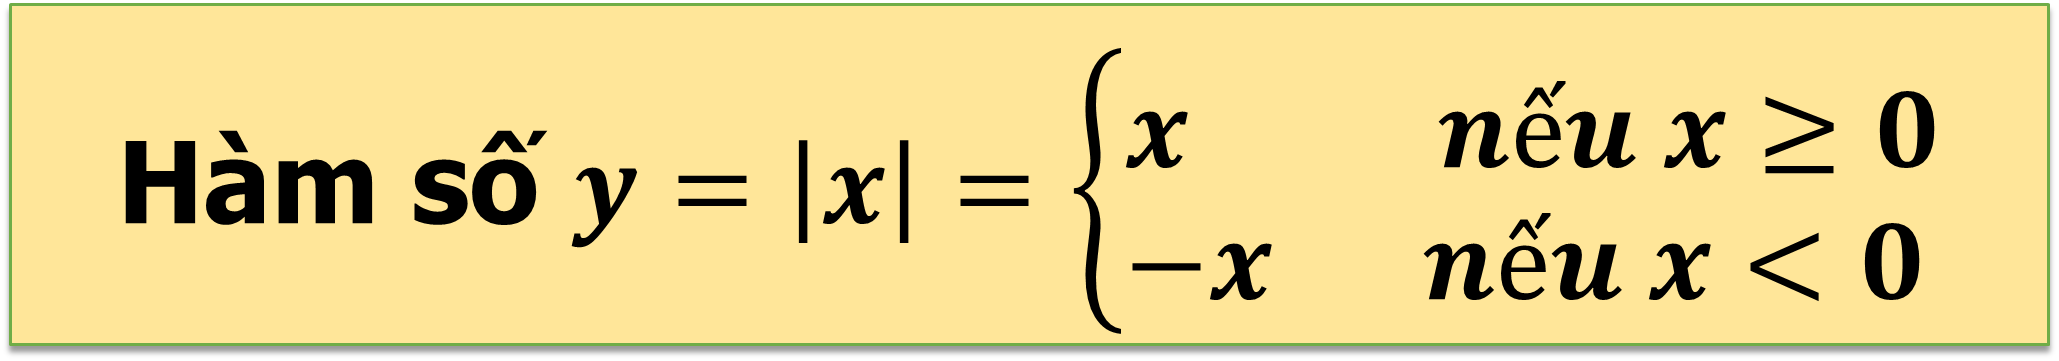 Hàm số y = |x| = { x nếu x ≥ 0
−x nếu x < 0